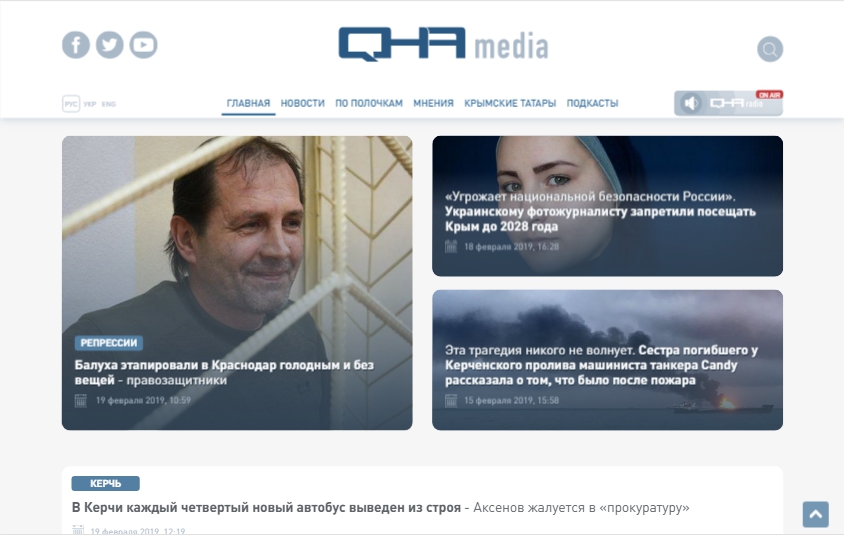 QHA media
РУС УКР ENG
ГЛАВНАЯ НОВОСТИ ПО ПОЛОЧКАМ МНЕНИЯ КРЫМСКИЕ ТАТАРЫ ПОДКАСТЫ
ON AIR
QHA radio
«Угрожает национальной безопасности России».
Украинскому фотожурналисту запретили посещать
Крым до 2028 года
18 февраля 2019, 16:28
РЕПРЕССИИ
Балуха этапировали в Краснодар голодным и без
вещей - правозащитники
19 февраля 2019, 10:59
Эта трагедия никого не волнует. Сестра погибшего у
Керченского пролива машиниста танкера Candy
рассказала о том, что было после пожара
15 февраля 2019, 15:58
КЕРЧЬ
В Керчи каждый четвертый новый автобус выведен из строя - Аксенов жалуется в «прокуратуру»
19 февраля 2019, 12:19